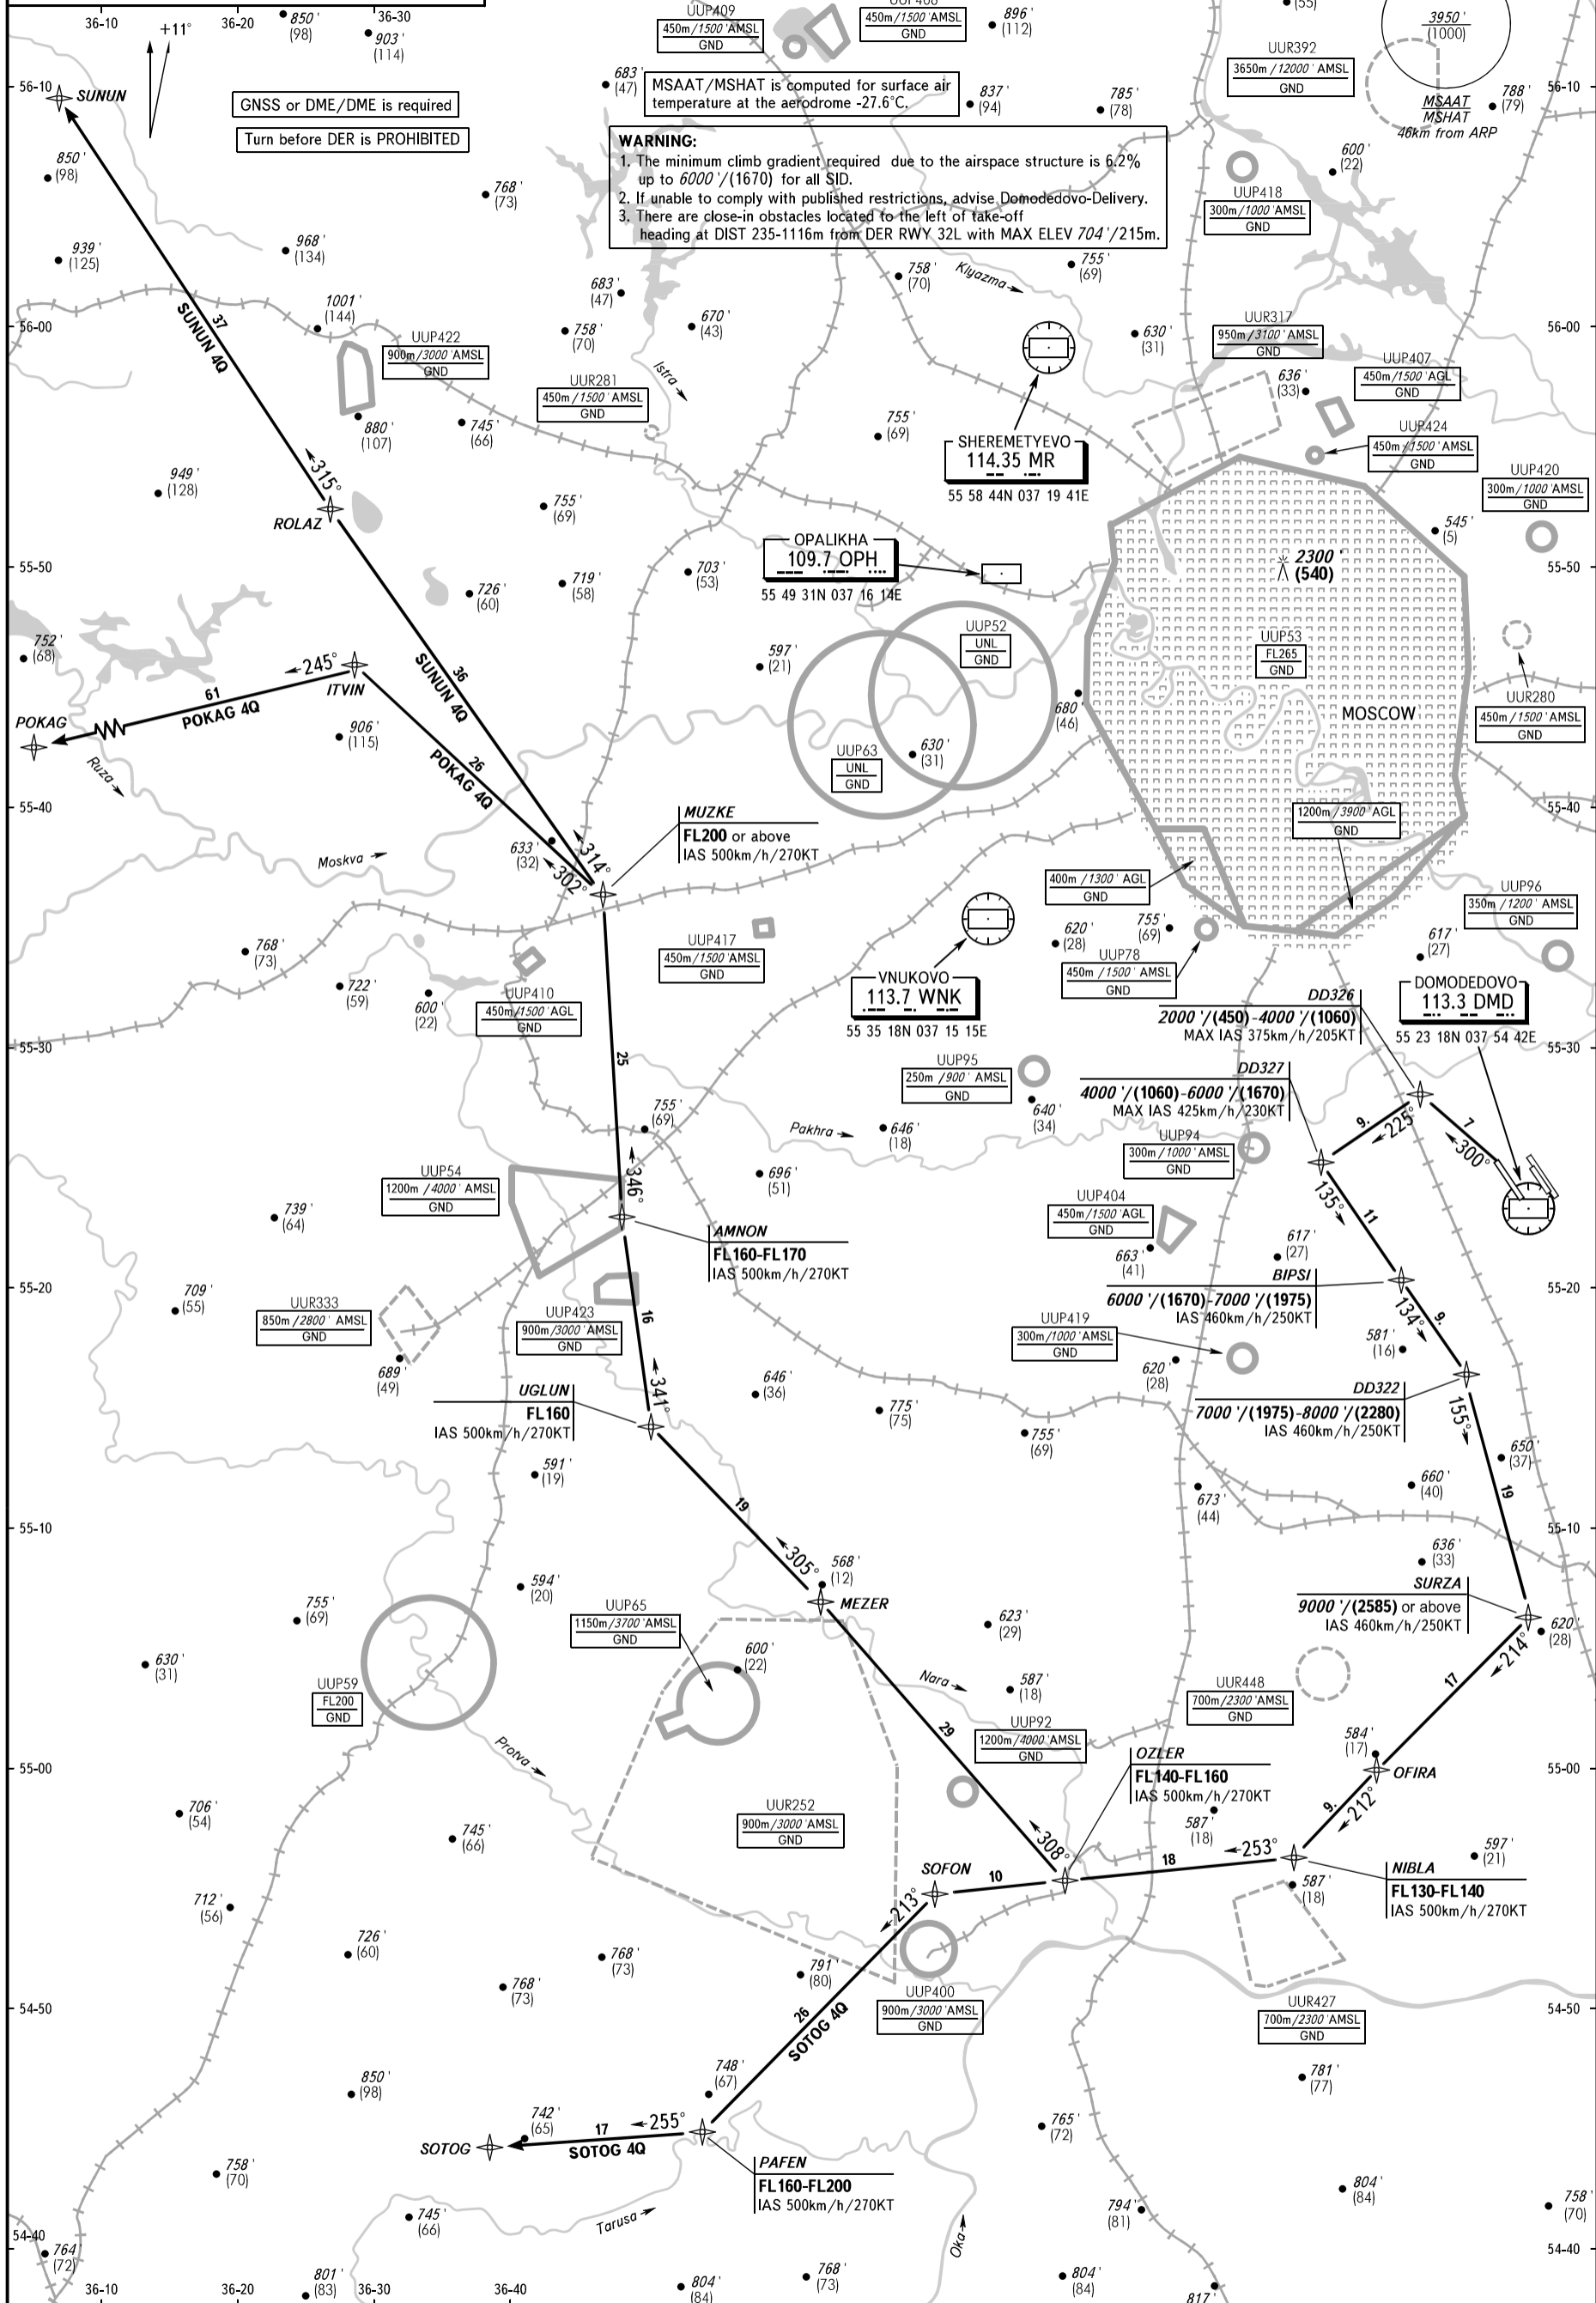 36-10
36-20
850'
(98)
36-30
903'
(114)
+11°
UUP409
450m/1500' AMSL
GND
450m/1500' AMSL
GND
896'
(112)
(55)
3950'
(1000)
UUR392
3650m/12000' AMSL
GND
MSAAT
MSHAT
46km from ARP
788'
(79)
56-10
56-10
SUNUN
GNSS or DME/DME is required
Turn before DER is PROHIBITED
683'
(47)
MSAAT/MSHAT is computed for surface air
temperature at the aerodrome -27.6°C.
837'
(94)
785'
(78)
WARNING:
1. The minimum climb gradient required due to the airspace structure is 6.2%
up to 6000'/(1670) for all SID.
2. If unable to comply with published restrictions, advise Domodedovo-Delivery.
3. There are close-in obstacles located to the left of take-off
heading at DIST 235-1116m from DER RWY 32L with MAX ELEV 704'/215m.
600'
(22)
UUP418
300m/1000' AMSL
GND
850'
(98)
768'
(73)
939'
(125)
968'
(134)
683'
(47)
758'
(70)
Klyazma
755'
(69)
1001'
(144)
56-00
56-00
37
SUNUN 4Q
UUP422
900m/3000' AMSL
GND
758'
(70)
670'
(43)
630'
(31)
UUR317
950m/3100' AMSL
GND
UUP407
450m/1500' AGL
GND
636'
(33)
Istra
UUR281
450m/1500' AMSL
GND
880'
(107)
745'
(66)
755'
(69)
SHEREMETYEVO
114.35 MR
55 58 44N 037 19 41E
UUR424
450m/1500' AMSL
GND
UUP420
300m/1000' AMSL
GND
949'
(128)
315°
ROLAZ
755'
(69)
545'
(5)
OPALIKHA
109.7 OPH
55 49 31N 037 16 14E
2300'
(540)
55-50
55-50
726'
(60)
719'
(58)
703'
(53)
752'
(68)
245°
ITVIN
36
SUNUN 4Q
597'
(21)
UUP52
UNL
GND
UUP53
FL265
GND
MOSCOW
UUR280
450m/1500' AMSL
GND
680'
(46)
61
POKAG 4Q
POKAG
906'
(115)
Ruza
26
POKAG 4Q
UUP63
UNL
GND
630'
(31)
55-40
55-40
1200m/3900' AGL
GND
MUZKE
FL200 or above
IAS 500km/h/270KT
633'
(32)
314°
302°
Moskva
400m/1300' AGL
GND
UUP96
350m/1200' AMSL
GND
768'
(73)
UUP417
450m/1500' AMSL
GND
620'
(28)
755'
(69)
617'
(27)
UUP78
450m/1500' AMSL
GND
722'
(59)
600'
(22)
UUP410
450m/1500' AGL
GND
VNUKOVO
113.7 WNK
55 35 18N 037 15 15E
DD326
2000'/(450)-4000'/(1060)
MAX IAS 375km/h/205KT
DOMODEDOVO
113.3 DMD
55 23 18N 037 54 42E
55-30
55-30
25
UUP95
250m/900' AMSL
GND
640'
(34)
DD327
4000'/(1060)-6000'/(1670)
MAX IAS 425km/h/230KT
9.
225°
7
300°
755'
(69)
Pakhra
646'
(18)
UUP94
300m/1000' AMSL
GND
UUP54
1200m/4000' AMSL
GND
346°
696'
(51)
135°
11
739'
(64)
UUP404
450m/1500' AGL
GND
AMNON
FL160-FL170
IAS 500km/h/270KT
663'
(41)
617'
(27)
55-20
55-20
BIPSI
6000'/(1670)-7000'/(1975)
IAS 460km/h/250KT
134°
9.
709'
(55)
UUR333
850m/2800' AMSL
GND
UUP423
900m/3000' AMSL
GND
16
UUP419
300m/1000' AMSL
GND
581'
(16)
689'
(49)
341°
620'
(28)
UGLUN
FL160
IAS 500km/h/270KT
646'
(36)
775'
(75)
DD322
7000'/(1975)-8000'/(2280)
IAS 460km/h/250KT
155°
755'
(69)
650'
(37)
591'
(19)
660'
(40)
19
673'
(44)
19
55-10
55-10
305°
568'
(12)
MEZER
636'
(33)
594'
(20)
SURZA
9000'/(2585) or above
IAS 460km/h/250KT
755'
(69)
UUP65
1150m/3700' AMSL
GND
623'
(29)
620'
(28)
214°
630'
(31)
600'
(22)
17
UUP59
FL200
GND
Nara
587'
(18)
UUR448
700m/2300' AMSL
GND
29
UUP92
1200m/4000' AMSL
GND
584'
(17)
Protva
OZLER
FL140-FL160
IAS 500km/h/270KT
OFIRA
55-00
55-00
212°
9.
706'
(54)
UUR252
900m/3000' AMSL
GND
587'
(18)
745'
(66)
308°
253°
18
597'
(21)
SOFON
10
NIBLA
FL130-FL140
IAS 500km/h/270KT
587'
(18)
712'
(56)
213°
726'
(60)
768'
(73)
791'
(80)
768'
(73)
54-50
54-50
UUP400
900m/3000' AMSL
GND
UUR427
700m/2300' AMSL
GND
26
SOTOG 4Q
850'
(98)
748'
(67)
781'
(77)
742'
(65)
17
255°
SOTOG 4Q
SOTOG
765'
(72)
PAFEN
FL160-FL200
IAS 500km/h/270KT
758'
(70)
804'
(84)
745'
(66)
Tarusa
794'
(81)
758'
(70)
Oka
54-40
54-40
764'
(72)
801'
(83)
36-10
36-20
36-30
36-40
804'
(84)
768'
(73)
804'
(84)
817'